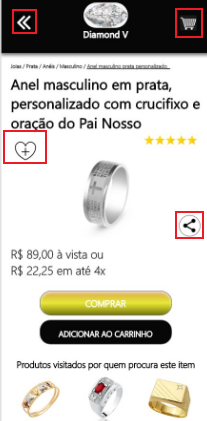 Diamond V
Joias / Prata / Anéis / Masculino / Anel masculino prata personalizado...
Anel masculino em prata,
personalizado com crucifixo e
oração do Pai Nosso
R$ 89,00 à vista ou
R$ 22,25 em até 4x
COMPRAR
ADICIONAR AO CARRINHO
Produtos visitados por quem procura este item